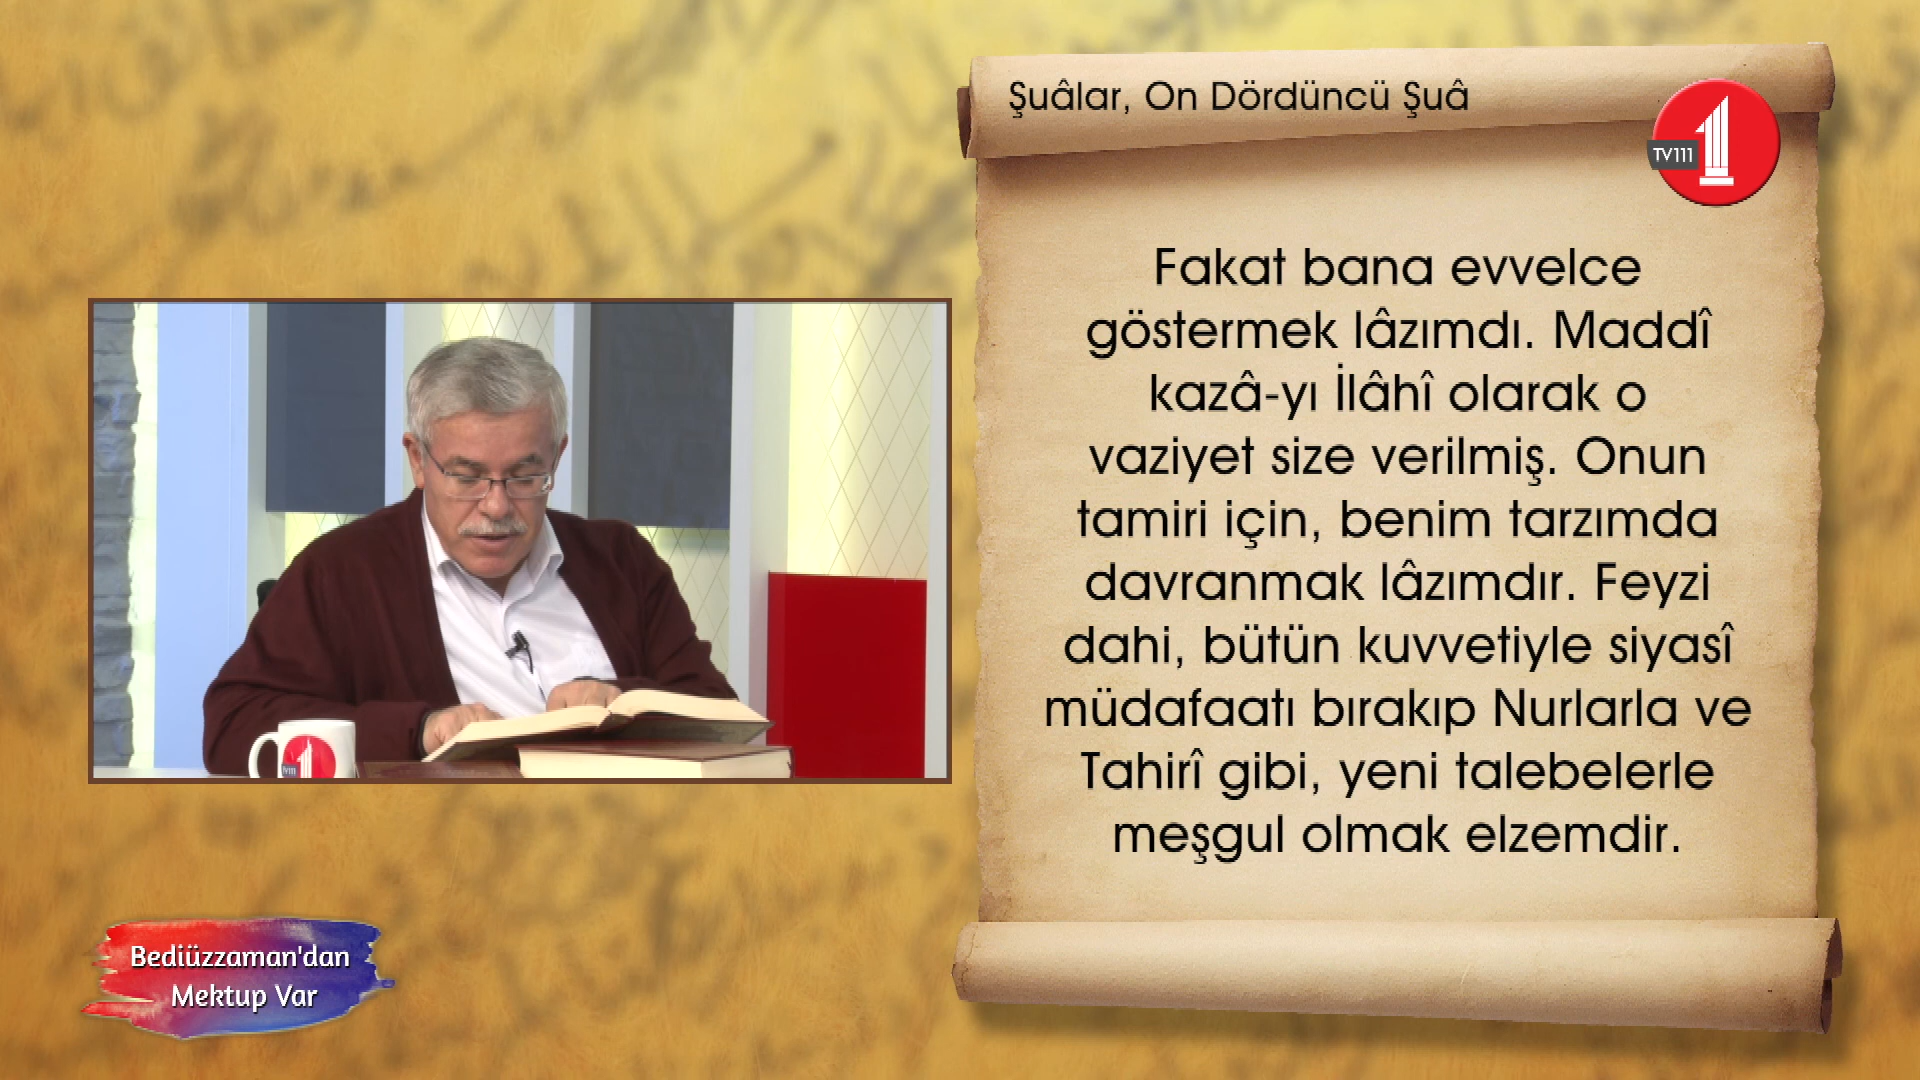 Şuâlar, On Dördüncü Şuâ
TV111
Fakat bana evvelce
göstermek lâzımdı. Maddî
kazâ-yı İlâhî olarak o
vaziyet size verilmiş. Onun
tamiri için, benim tarzımda
davranmak lâzımdır. Feyzi
dahi, bütün kuvvetiyle siyasî
müdafaatı bırakıp Nurlarla ve
Tahirî gibi, yeni talebelerle
meşgul olmak elzemdir.
TV111
Bediüzzaman'dan
Mektup Var